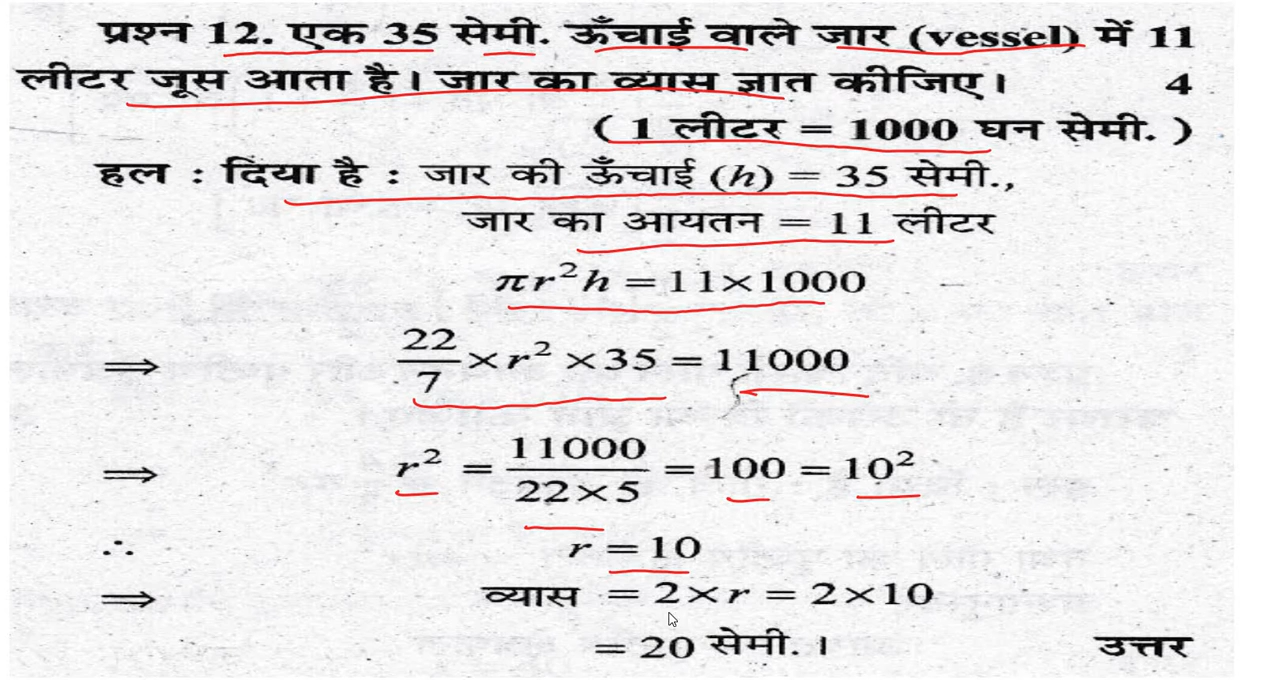 प्रश्न 12. एक 35 सेमी. ऊँचाई वाले जार (vessel) में 11
लीटर जूस आता है। जार का व्यास ज्ञात कीजिए। 4
( 1 लीटर = 1000 घन सेमी. )
हल : दिया है : जार की ऊँचाई (h) = 35 सेमी.,
जार का आयतन = 11 लीटर
πr²h = 11×1000
⇒ 22/7 × r² × 35 = 11000
⇒ r² = 11000/(22×5) = 100 = 10²
∴ r = 10
⇒ व्यास = 2×r = 2×10
= 20 सेमी. । उत्तर